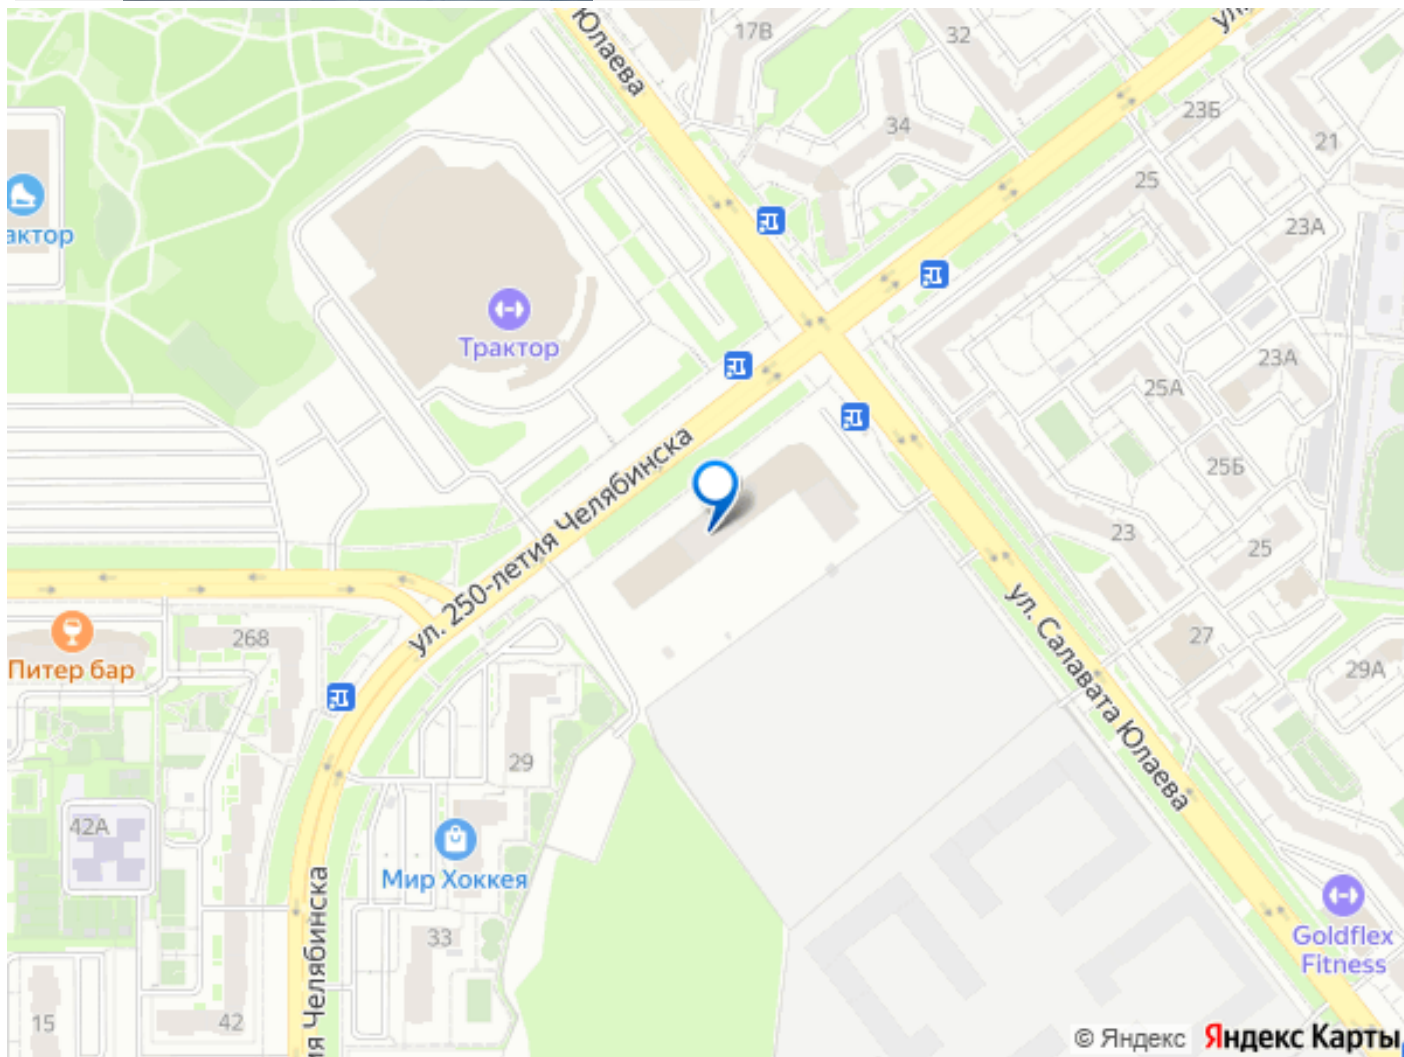 Юлаева
17В
32
ул.
34
23Б
21
25
23А
актор
Трактор
23А
25А
25Б
ул. 250-летия Челябинска
23
25
ул. Салавата Юлаева
27
29А
268
Питер бар
29
42А
Мир Хоккея
33
Goldflex
Fitness
ия Челябинска
15
42
© Яндекс
Яндекс Карты